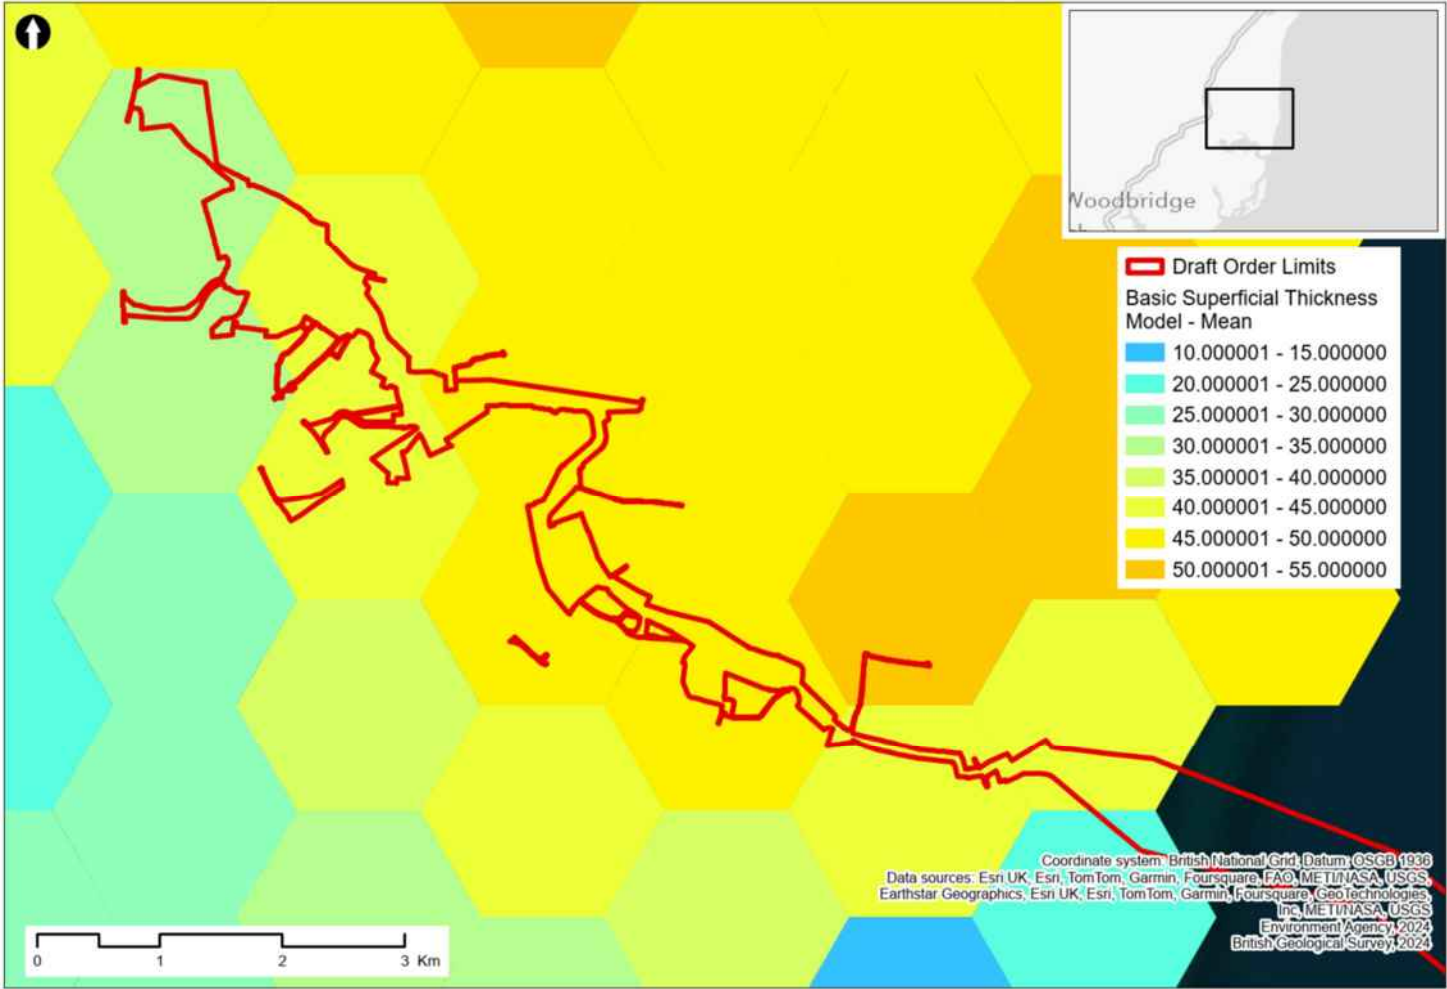 Woodbridge
Draft Order Limits
Basic Superficial Thickness
Model - Mean
10.000001 - 15.000000
20.000001 - 25.000000
25.000001 - 30.000000
30.000001 - 35.000000
35.000001 - 40.000000
40.000001 - 45.000000
45.000001 - 50.000000
50.000001 - 55.000000
Coordinate system: British National Grid; Datum: OSGB 1936
Data sources: Esri UK, Esri, TomTom, Garmin, Foursquare, FAO, METI/NASA, USGS,
Earthstar Geographics, Esri UK, Esri, TomTom, Garmin, Foursquare, GeoTechnologies,
Inc, METI/NASA, USGS
Environment Agency, 2024
British Geological Survey, 2024
0 1 2 3 Km